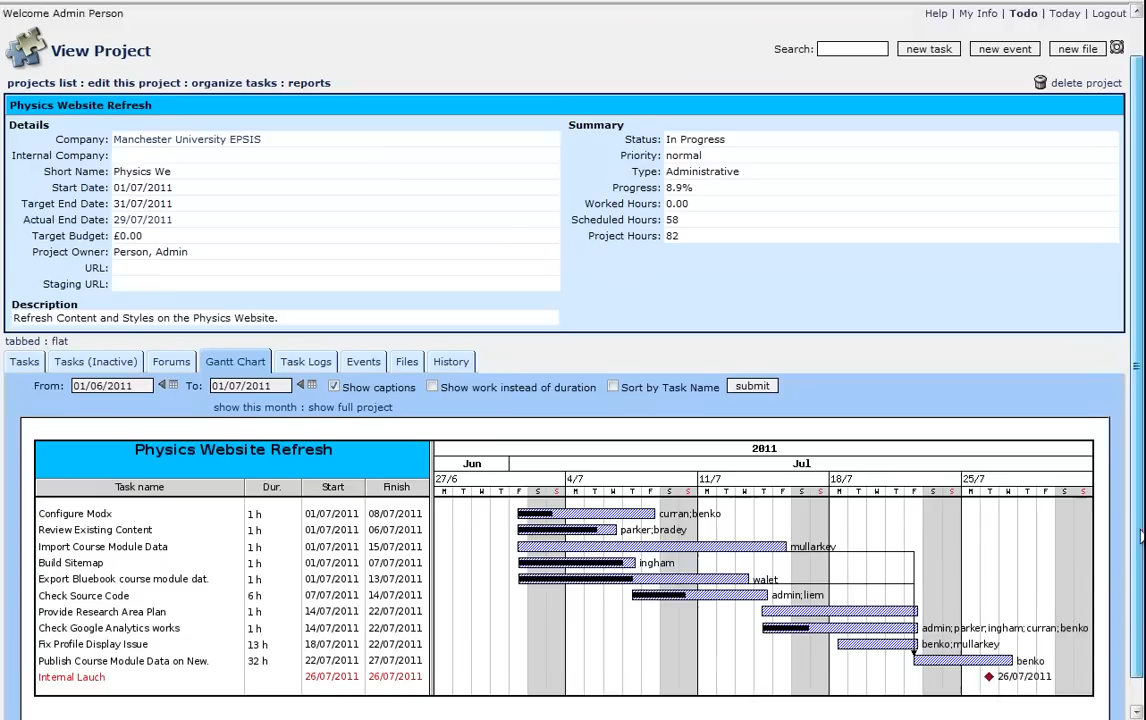 Welcome Admin Person
Help | My Info | Todo | Today | Logout
View Project
Search: new task new event new file
projects list : edit this project : organize tasks : reports
delete project
Physics Website Refresh
Details
Company: Manchester University EPSIS
Internal Company:
Short Name: Physics We
Start Date: 01/07/2011
Target End Date: 31/07/2011
Actual End Date: 29/07/2011
Target Budget: £0.00
Project Owner: Person, Admin
URL:
Staging URL:
Summary
Status: In Progress
Priority: normal
Type: Administrative
Progress: 8.9%
Worked Hours: 0.00
Scheduled Hours: 58
Project Hours: 82
Description
Refresh Content and Styles on the Physics Website.
tabbed : flat
Tasks Tasks (Inactive) Forums Gantt Chart Task Logs Events Files History
From: 01/06/2011 To: 01/07/2011 Show captions Show work instead of duration Sort by Task Name submit
show this month : show full project
Physics Website Refresh
2011
Jun Jul
27/6 4/7 11/7 18/7 25/7
M T W T F S S M T W T F S S M T W T F S S M T W T F S S M T W T F S S
Task name Dur. Start Finish
Configure Modx 1 h 01/07/2011 08/07/2011 curran;benko
Review Existing Content 1 h 01/07/2011 06/07/2011 parker;bradey
Import Course Module Data 1 h 01/07/2011 15/07/2011 mullarkey
Build Sitemap 1 h 01/07/2011 07/07/2011 ingham
Export Bluebook course module dat. 1 h 01/07/2011 13/07/2011 walet
Check Source Code 6 h 07/07/2011 14/07/2011 admin;liem
Provide Research Area Plan 1 h 14/07/2011 22/07/2011
Check Google Analytics works 1 h 14/07/2011 22/07/2011 admin;parker;ingham;curran;benko
Fix Profile Display Issue 13 h 18/07/2011 22/07/2011 benko;mullarkey
Publish Course Module Data on New. 32 h 22/07/2011 27/07/2011 benko
Internal Lauch 26/07/2011 26/07/2011 26/07/2011